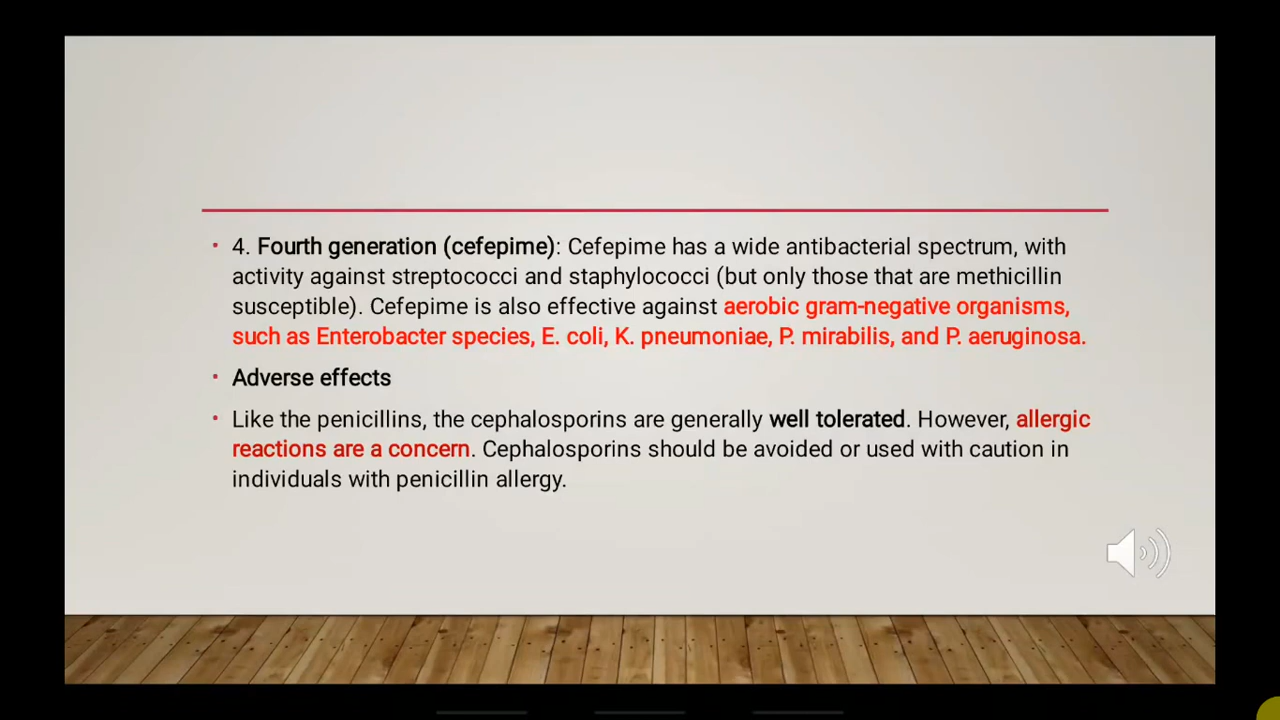 • 4. Fourth generation (cefepime): Cefepime has a wide antibacterial spectrum, with
activity against streptococci and staphylococci (but only those that are methicillin
susceptible). Cefepime is also effective against aerobic gram-negative organisms,
such as Enterobacter species, E. coli, K. pneumoniae, P. mirabilis, and P. aeruginosa.
• Adverse effects
• Like the penicillins, the cephalosporins are generally well tolerated. However, allergic
reactions are a concern. Cephalosporins should be avoided or used with caution in
individuals with penicillin allergy.